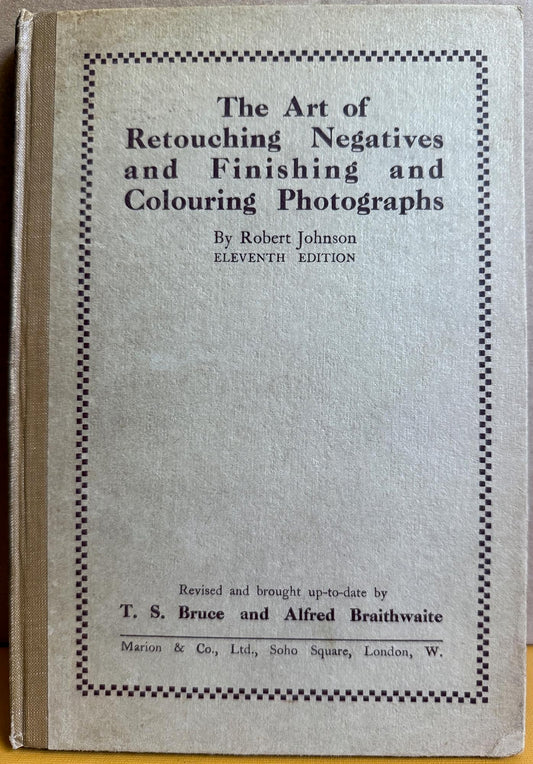 The Art of
Retouching Negatives
and Finishing and
Colouring Photographs
By Robert Johnson
ELEVENTH EDITION
Revised and brought up-to-date by
T. S. Bruce and Alfred Braithwaite
Marion & Co., Ltd., Soho Square, London, W.